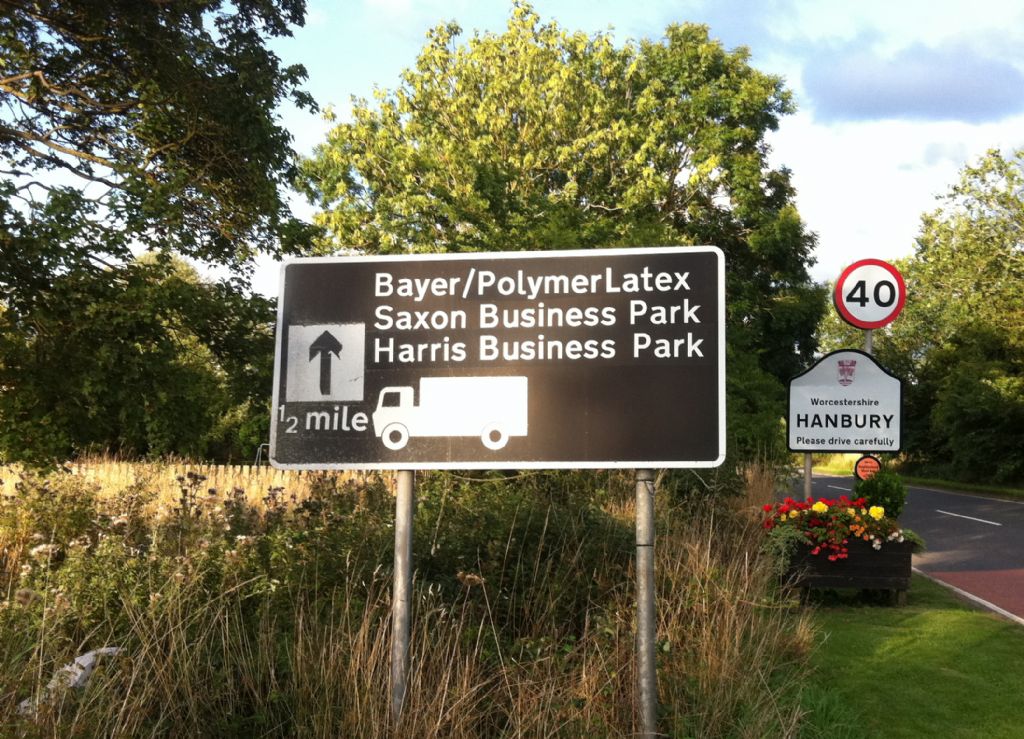 Bayer/PolymerLatex
Saxon Business Park
Harris Business Park
1/2 mile
40
Worcestershire
HANBURY
Please drive carefully